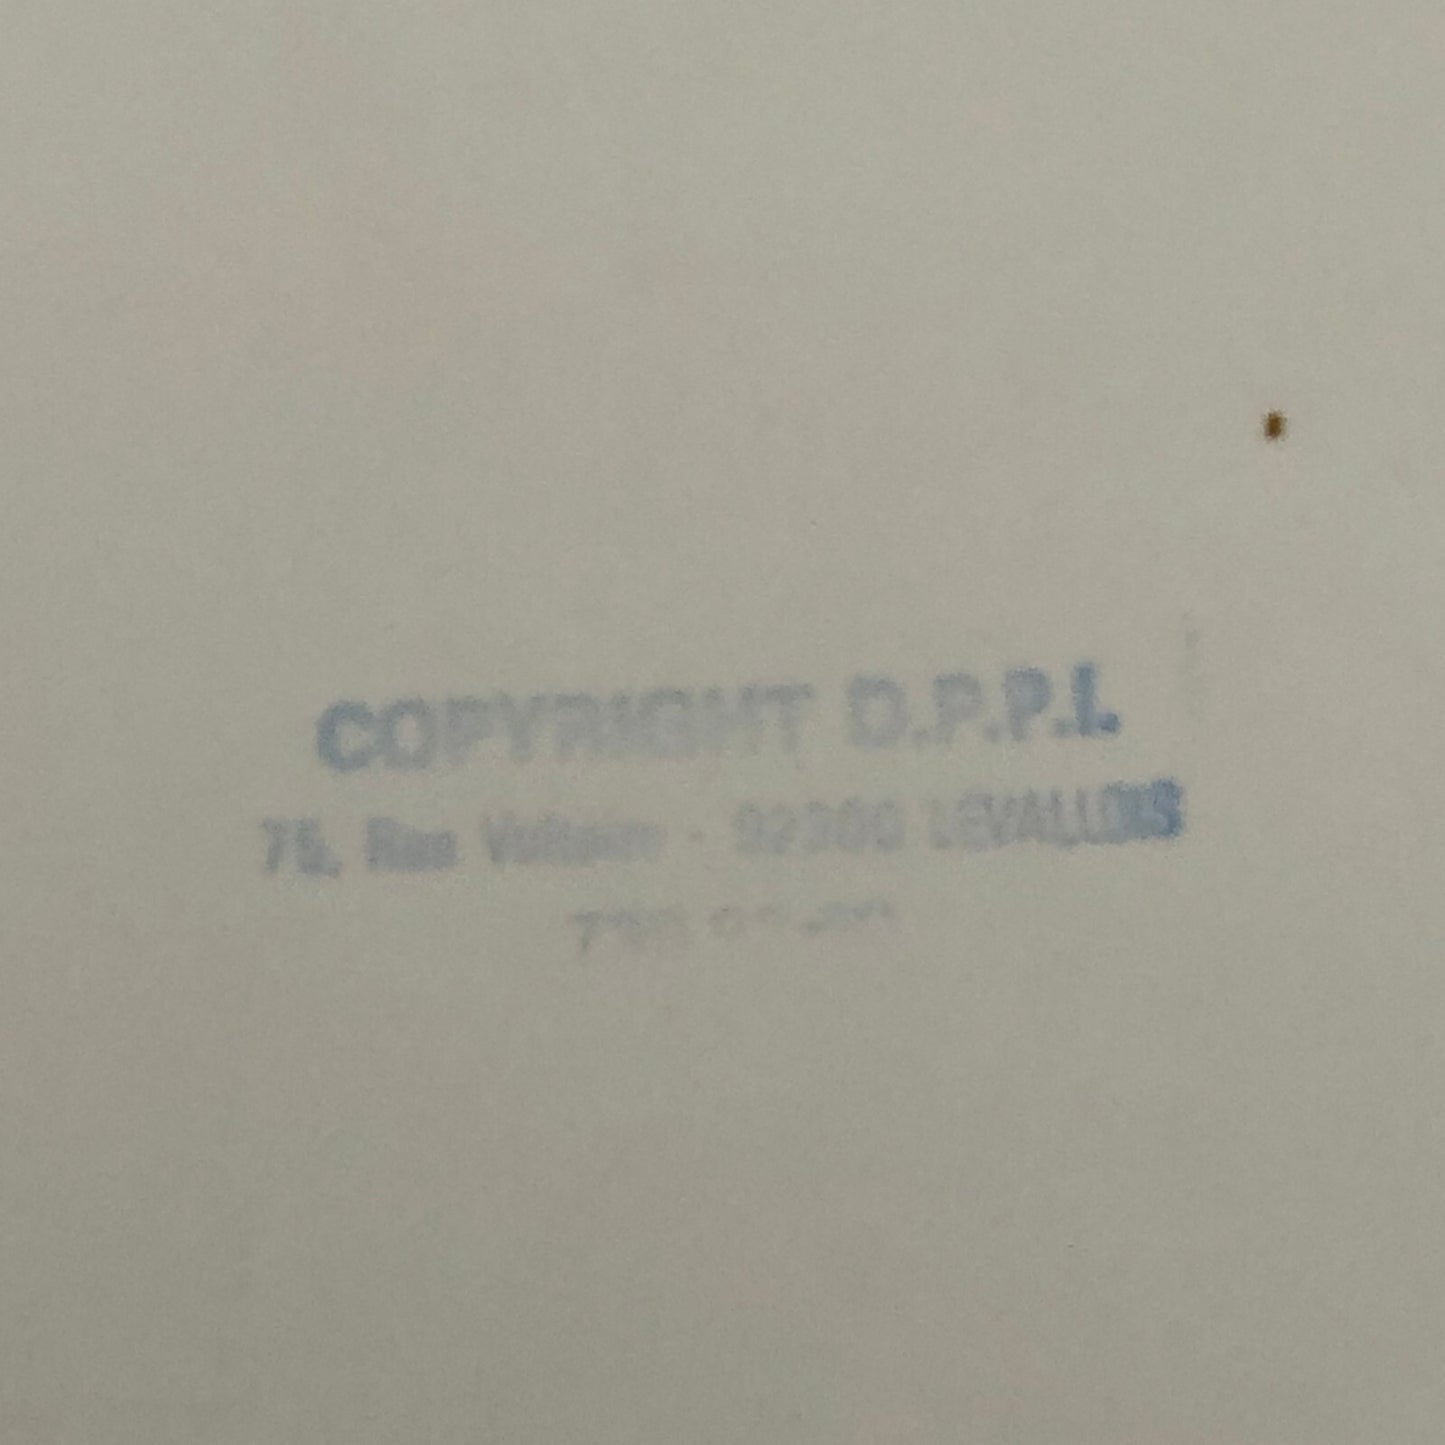 COPYRIGHT D.P.P.I.
75, Rue Voltaire - 92300 LEVALLOIS